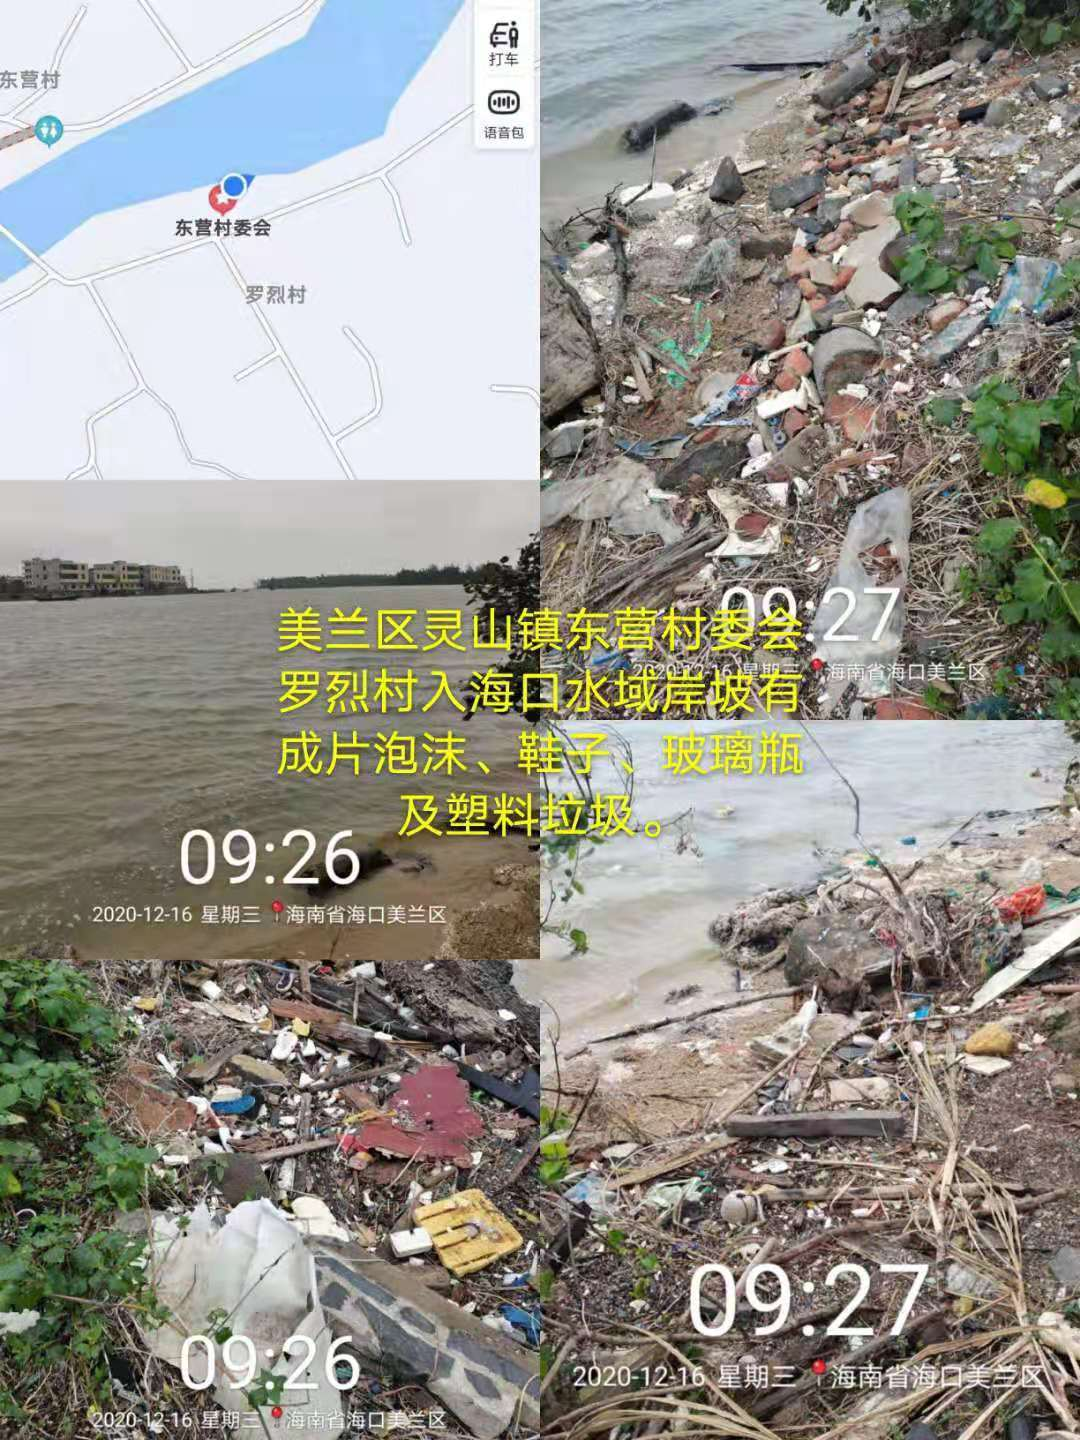 打车
语音包
东营村
东营村委会
罗烈村
美兰区灵山镇东营村委会
罗烈村入海口水域岸坡有
成片泡沫、鞋子、玻璃瓶
及塑料垃圾。
09:27
2020-12-16 星期三 海南省海口美兰区
09:26
2020-12-16 星期三 海南省海口美兰区
09:26
2020-12-16 星期三 海南省海口美兰区
09:27
2020-12-16 星期三 海南省海口美兰区